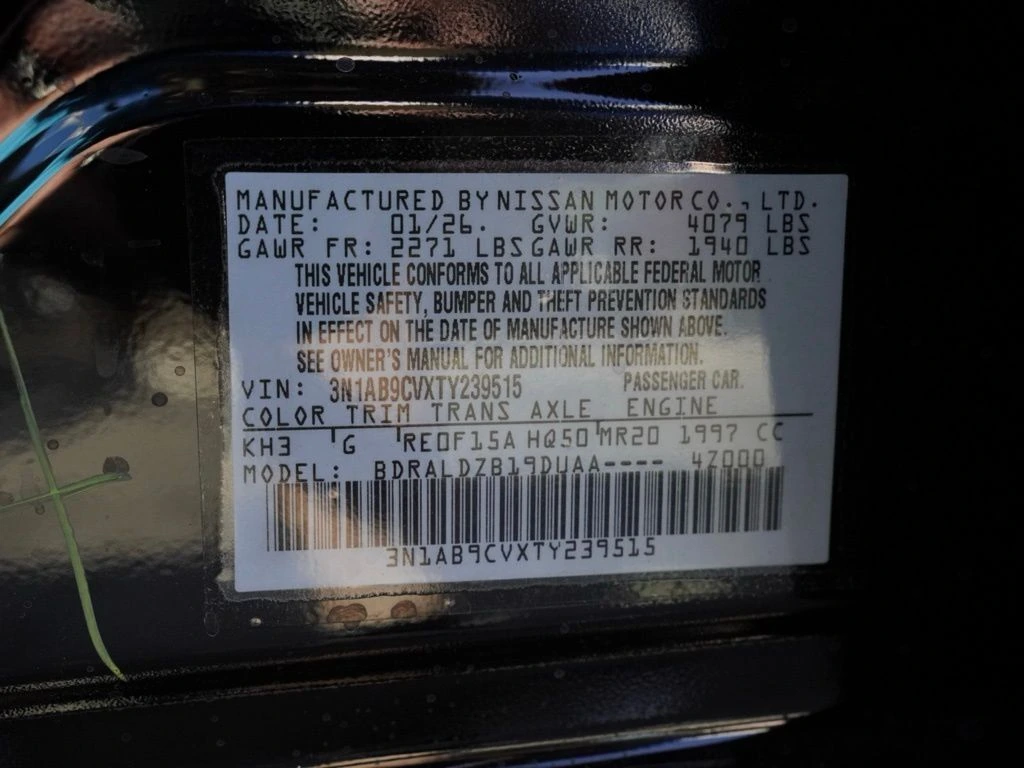 MANUFACTURED BY NISSAN MOTOR CO., LTD.
DATE: 01/26. GVWR: 4079 LBS
GAWR FR: 2271 LBS GAWR RR: 1940 LBS
THIS VEHICLE CONFORMS TO ALL APPLICABLE FEDERAL MOTOR
VEHICLE SAFETY, BUMPER AND THEFT PREVENTION STANDARDS
IN EFFECT ON THE DATE OF MANUFACTURE SHOWN ABOVE.
SEE OWNER'S MANUAL FOR ADDITIONAL INFORMATION.
VIN: 3N1AB9CVXTY239515 PASSENGER CAR.
COLOR TRIM TRANS AXLE ENGINE
KH3 G RE0F15A HQ50 MR20 1997 CC
MODEL: BDRALDZB19DUAA---- 4Z000
3N1AB9CVXTY239515